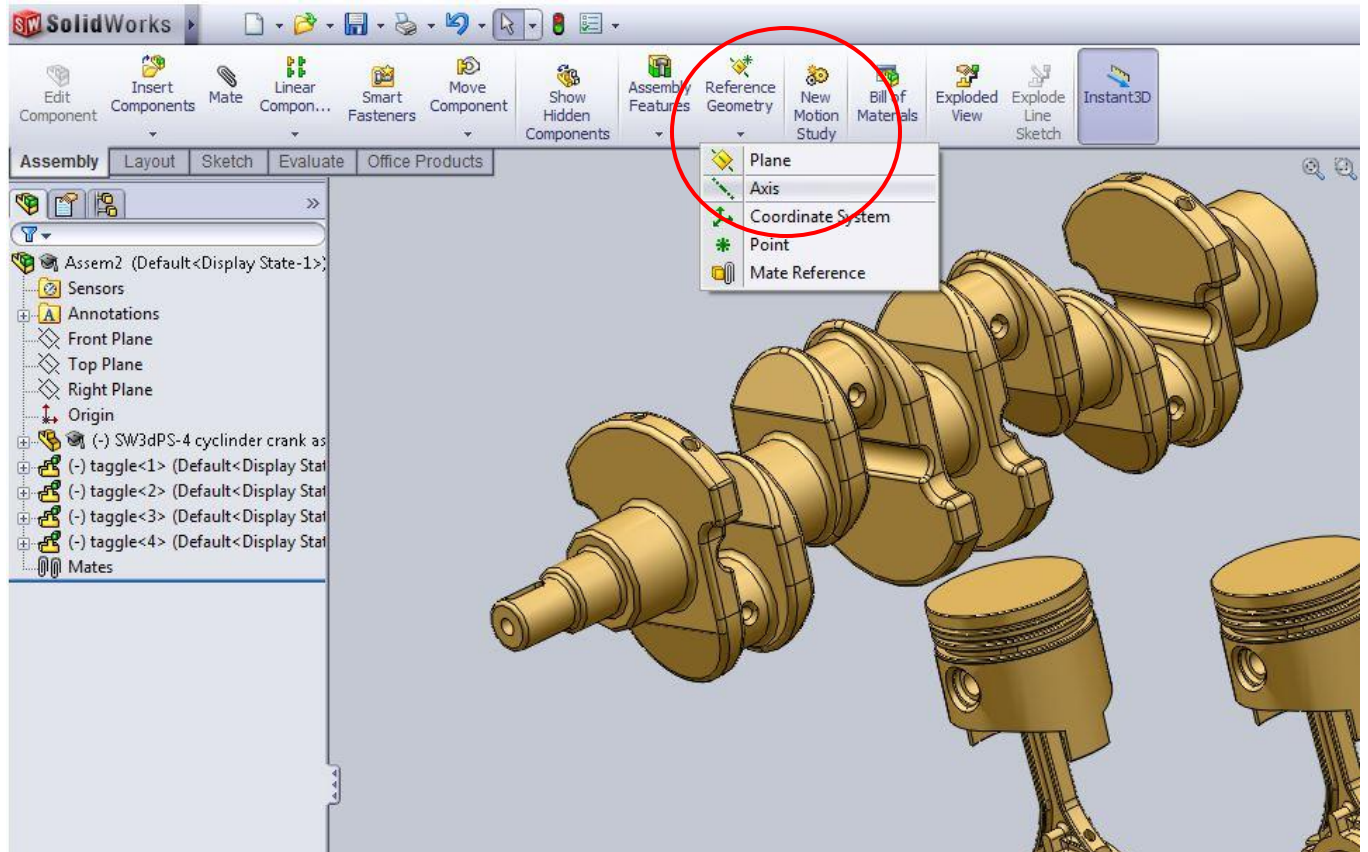 SolidWorks
Edit Component
Insert Components
Mate
Linear Compon...
Smart Fasteners
Move Component
Show Hidden Components
Assembly Features
Reference Geometry
New Motion Study
Bill of Materials
Exploded View
Explode Line Sketch
Instant3D
Assembly
Layout
Sketch
Evaluate
Office Products
Plane
Axis
Coordinate System
Point
Mate Reference
Assem2 (Default<Display State-1>)
Sensors
Annotations
Front Plane
Top Plane
Right Plane
Origin
(-) SW3dPS-4 cyclinder crank as
(-) taggle<1> (Default<Display Stat
(-) taggle<2> (Default<Display Stat
(-) taggle<3> (Default<Display Stat
(-) taggle<4> (Default<Display Stat
Mates